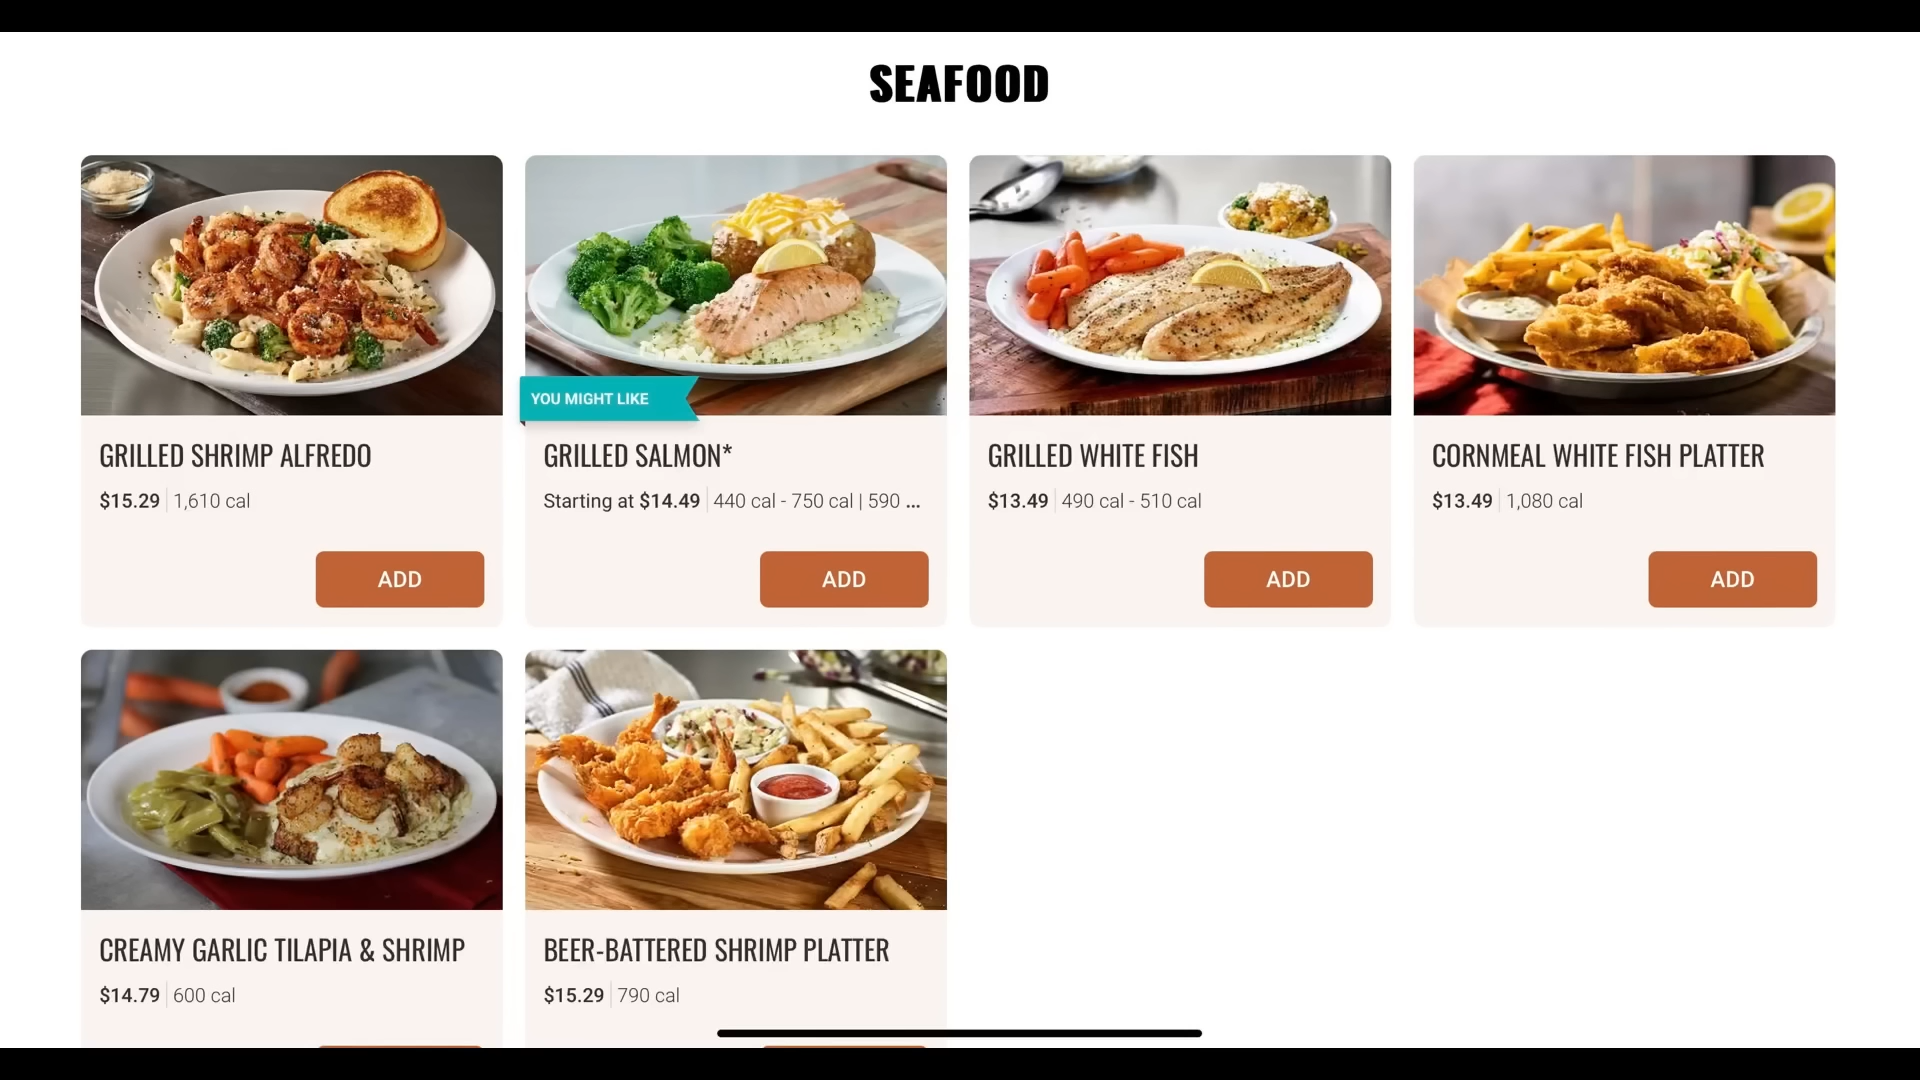 SEAFOOD
YOU MIGHT LIKE
GRILLED SHRIMP ALFREDO
$15.29 | 1,610 cal
ADD
GRILLED SALMON*
Starting at $14.49 | 440 cal - 750 cal | 590 ...
ADD
GRILLED WHITE FISH
$13.49 | 490 cal - 510 cal
ADD
CORNMEAL WHITE FISH PLATTER
$13.49 | 1,080 cal
ADD
CREAMY GARLIC TILAPIA & SHRIMP
$14.79 | 600 cal
BEER-BATTERED SHRIMP PLATTER
$15.29 | 790 cal